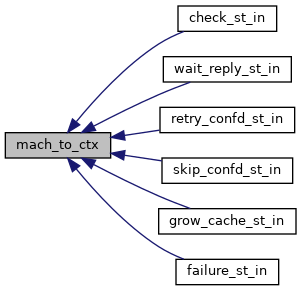 check_st_in
wait_reply_st_in
retry_confd_st_in
mach_to_ctx
skip_confd_st_in
grow_cache_st_in
failure_st_in